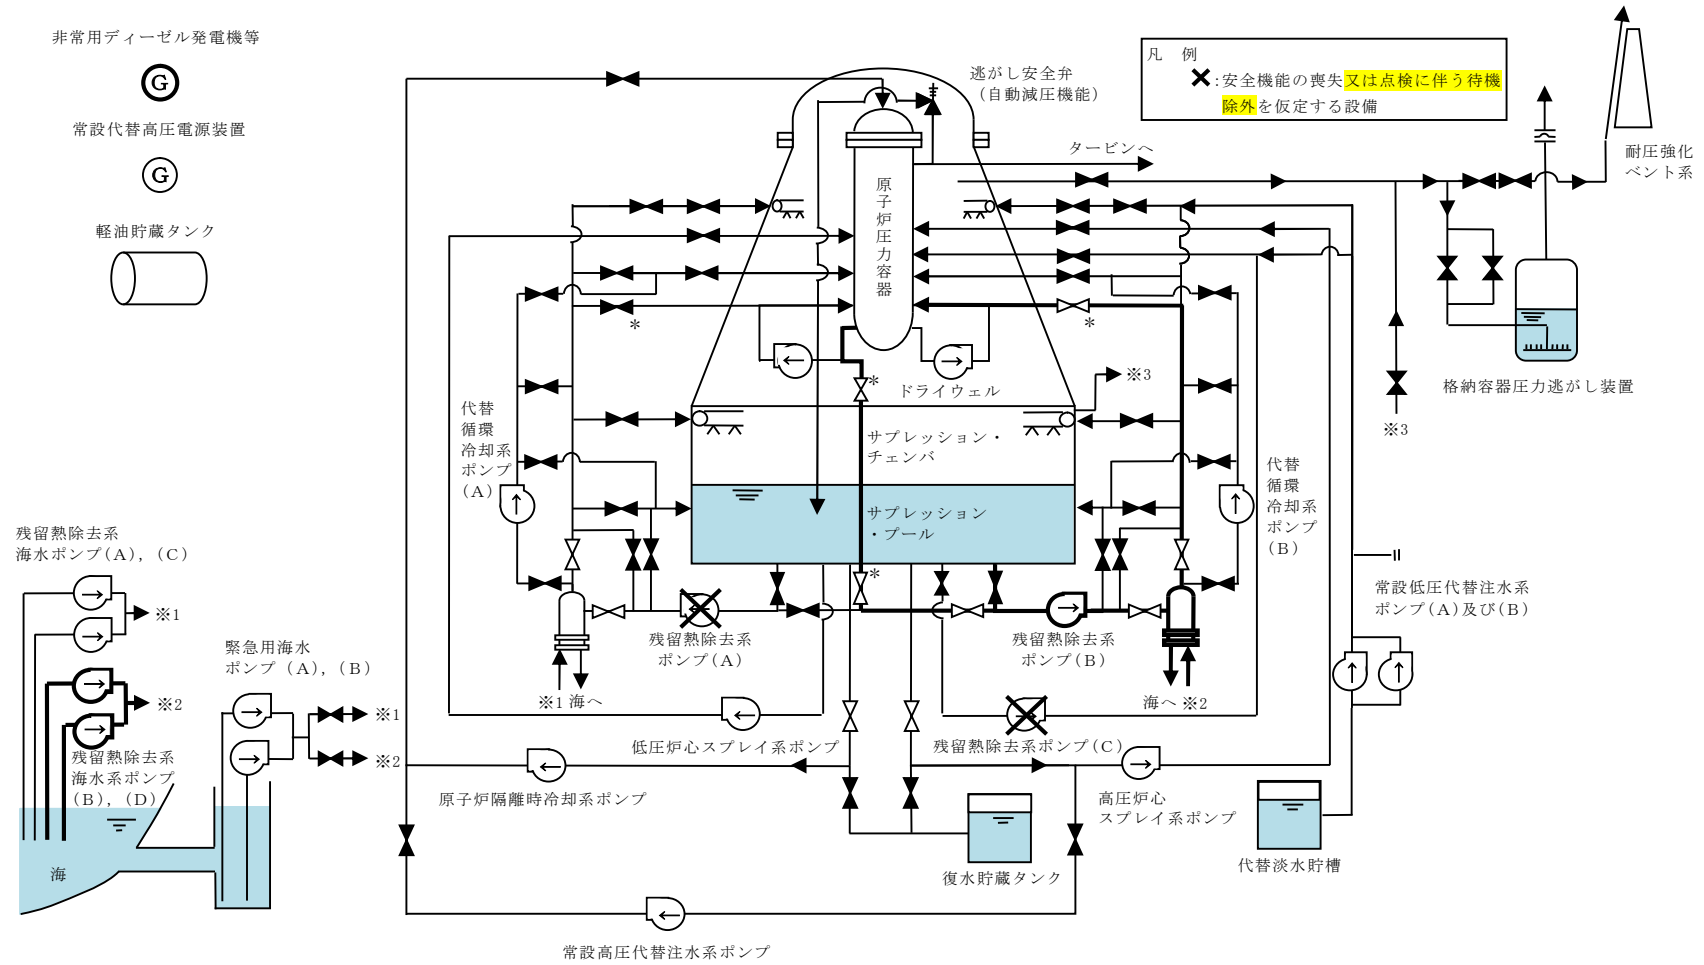 非常用ディーゼル発電機等
G
常設代替高圧電源装置
G
軽油貯蔵タンク
逃がし安全弁
（自動減圧機能）
凡　例
：安全機能の喪失又は点検に伴う待機
除外を仮定する設備
タービンへ
耐圧強化
ベント系
原子炉圧力容器
＊
＊
＊
＊
ドライウェル
※3
格納容器圧力逃がし装置
※3
代替
循環
冷却系
ポンプ
（A）
サプレッション・
チェンバ
サプレッション
・プール
代替
循環
冷却系
ポンプ
（B）
残留熱除去系
海水ポンプ（A），（C）
※1
※2
残留熱除去系
海水系ポンプ
（B），（D）
海
緊急用海水
ポンプ（A），（B）
※1
※2
残留熱除去系
ポンプ（A）
※1 海へ
残留熱除去系
ポンプ（B）
海へ ※2
常設低圧代替注水系
ポンプ（A）及び（B）
低圧炉心スプレイ系ポンプ
残留熱除去系ポンプ（C）
原子炉隔離時冷却系ポンプ
高圧炉心
スプレイ系ポンプ
復水貯蔵タンク
代替淡水貯槽
常設高圧代替注水系ポンプ